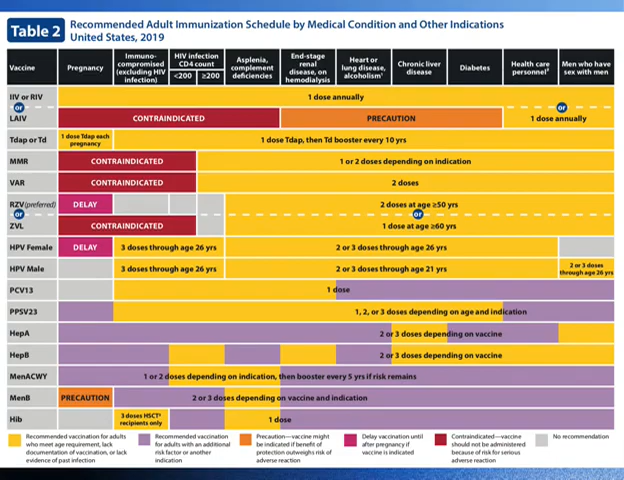 Table 2
Recommended Adult Immunization Schedule by Medical Condition and Other Indications
United States, 2019
Vaccine
Pregnancy
Immuno-
compromised
(excluding HIV
infection)
HIV infection
CD4 count
<200 ≥200
Asplenia,
complement
deficiencies
End-stage
renal
disease, on
hemodialysis
Heart or
lung disease,
alcoholism¹
Chronic liver
disease
Diabetes
Health care
personnel²
Men who have
sex with men
IIV or RIV
1 dose annually
or
or
LAIV
CONTRAINDICATED
PRECAUTION
1 dose annually
Tdap or Td
1 dose Tdap each
pregnancy
1 dose Tdap, then Td booster every 10 yrs
MMR
CONTRAINDICATED
1 or 2 doses depending on indication
VAR
CONTRAINDICATED
2 doses
RZV (preferred)
DELAY
2 doses at age ≥50 yrs
or
or
ZVL
CONTRAINDICATED
1 dose at age ≥60 yrs
HPV Female
DELAY
3 doses through age 26 yrs
2 or 3 doses through age 26 yrs
HPV Male
3 doses through age 26 yrs
2 or 3 doses through age 21 yrs
2 or 3 doses
through age 26 yrs
PCV13
1 dose
PPSV23
1, 2, or 3 doses depending on age and indication
HepA
2 or 3 doses depending on vaccine
HepB
2 or 3 doses depending on vaccine
MenACWY
1 or 2 doses depending on indication, then booster every 5 yrs if risk remains
MenB
PRECAUTION
2 or 3 doses depending on vaccine and indication
Hib
3 doses HSCT³
recipients only
1 dose
Recommended vaccination for adults
who meet age requirement, lack
documentation of vaccination, or lack
evidence of past infection
Recommended vaccination
for adults with an additional
risk factor or another
indication
Precaution—vaccine might
be indicated if benefit of
protection outweighs risk of
adverse reaction
Delay vaccination until
after pregnancy if
vaccine is indicated
Contraindicated—vaccine
should not be administered
because of risk for serious
adverse reaction
No recommendation